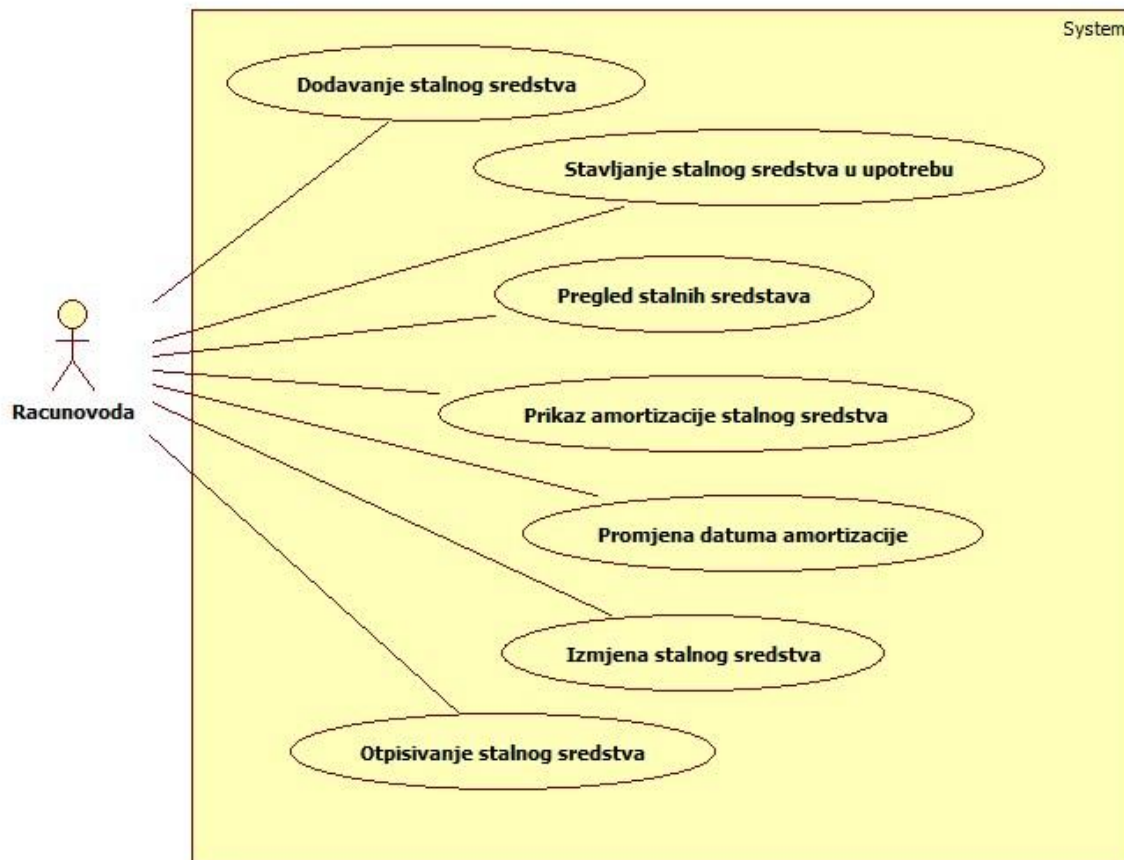 System
Dodavanje stalnog sredstva
Stavljanje stalnog sredstva u upotrebu
Pregled stalnih sredstava
Racunovoda
Prikaz amortizacije stalnog sredstva
Promjena datuma amortizacije
Izmjena stalnog sredstva
Otpisivanje stalnog sredstva